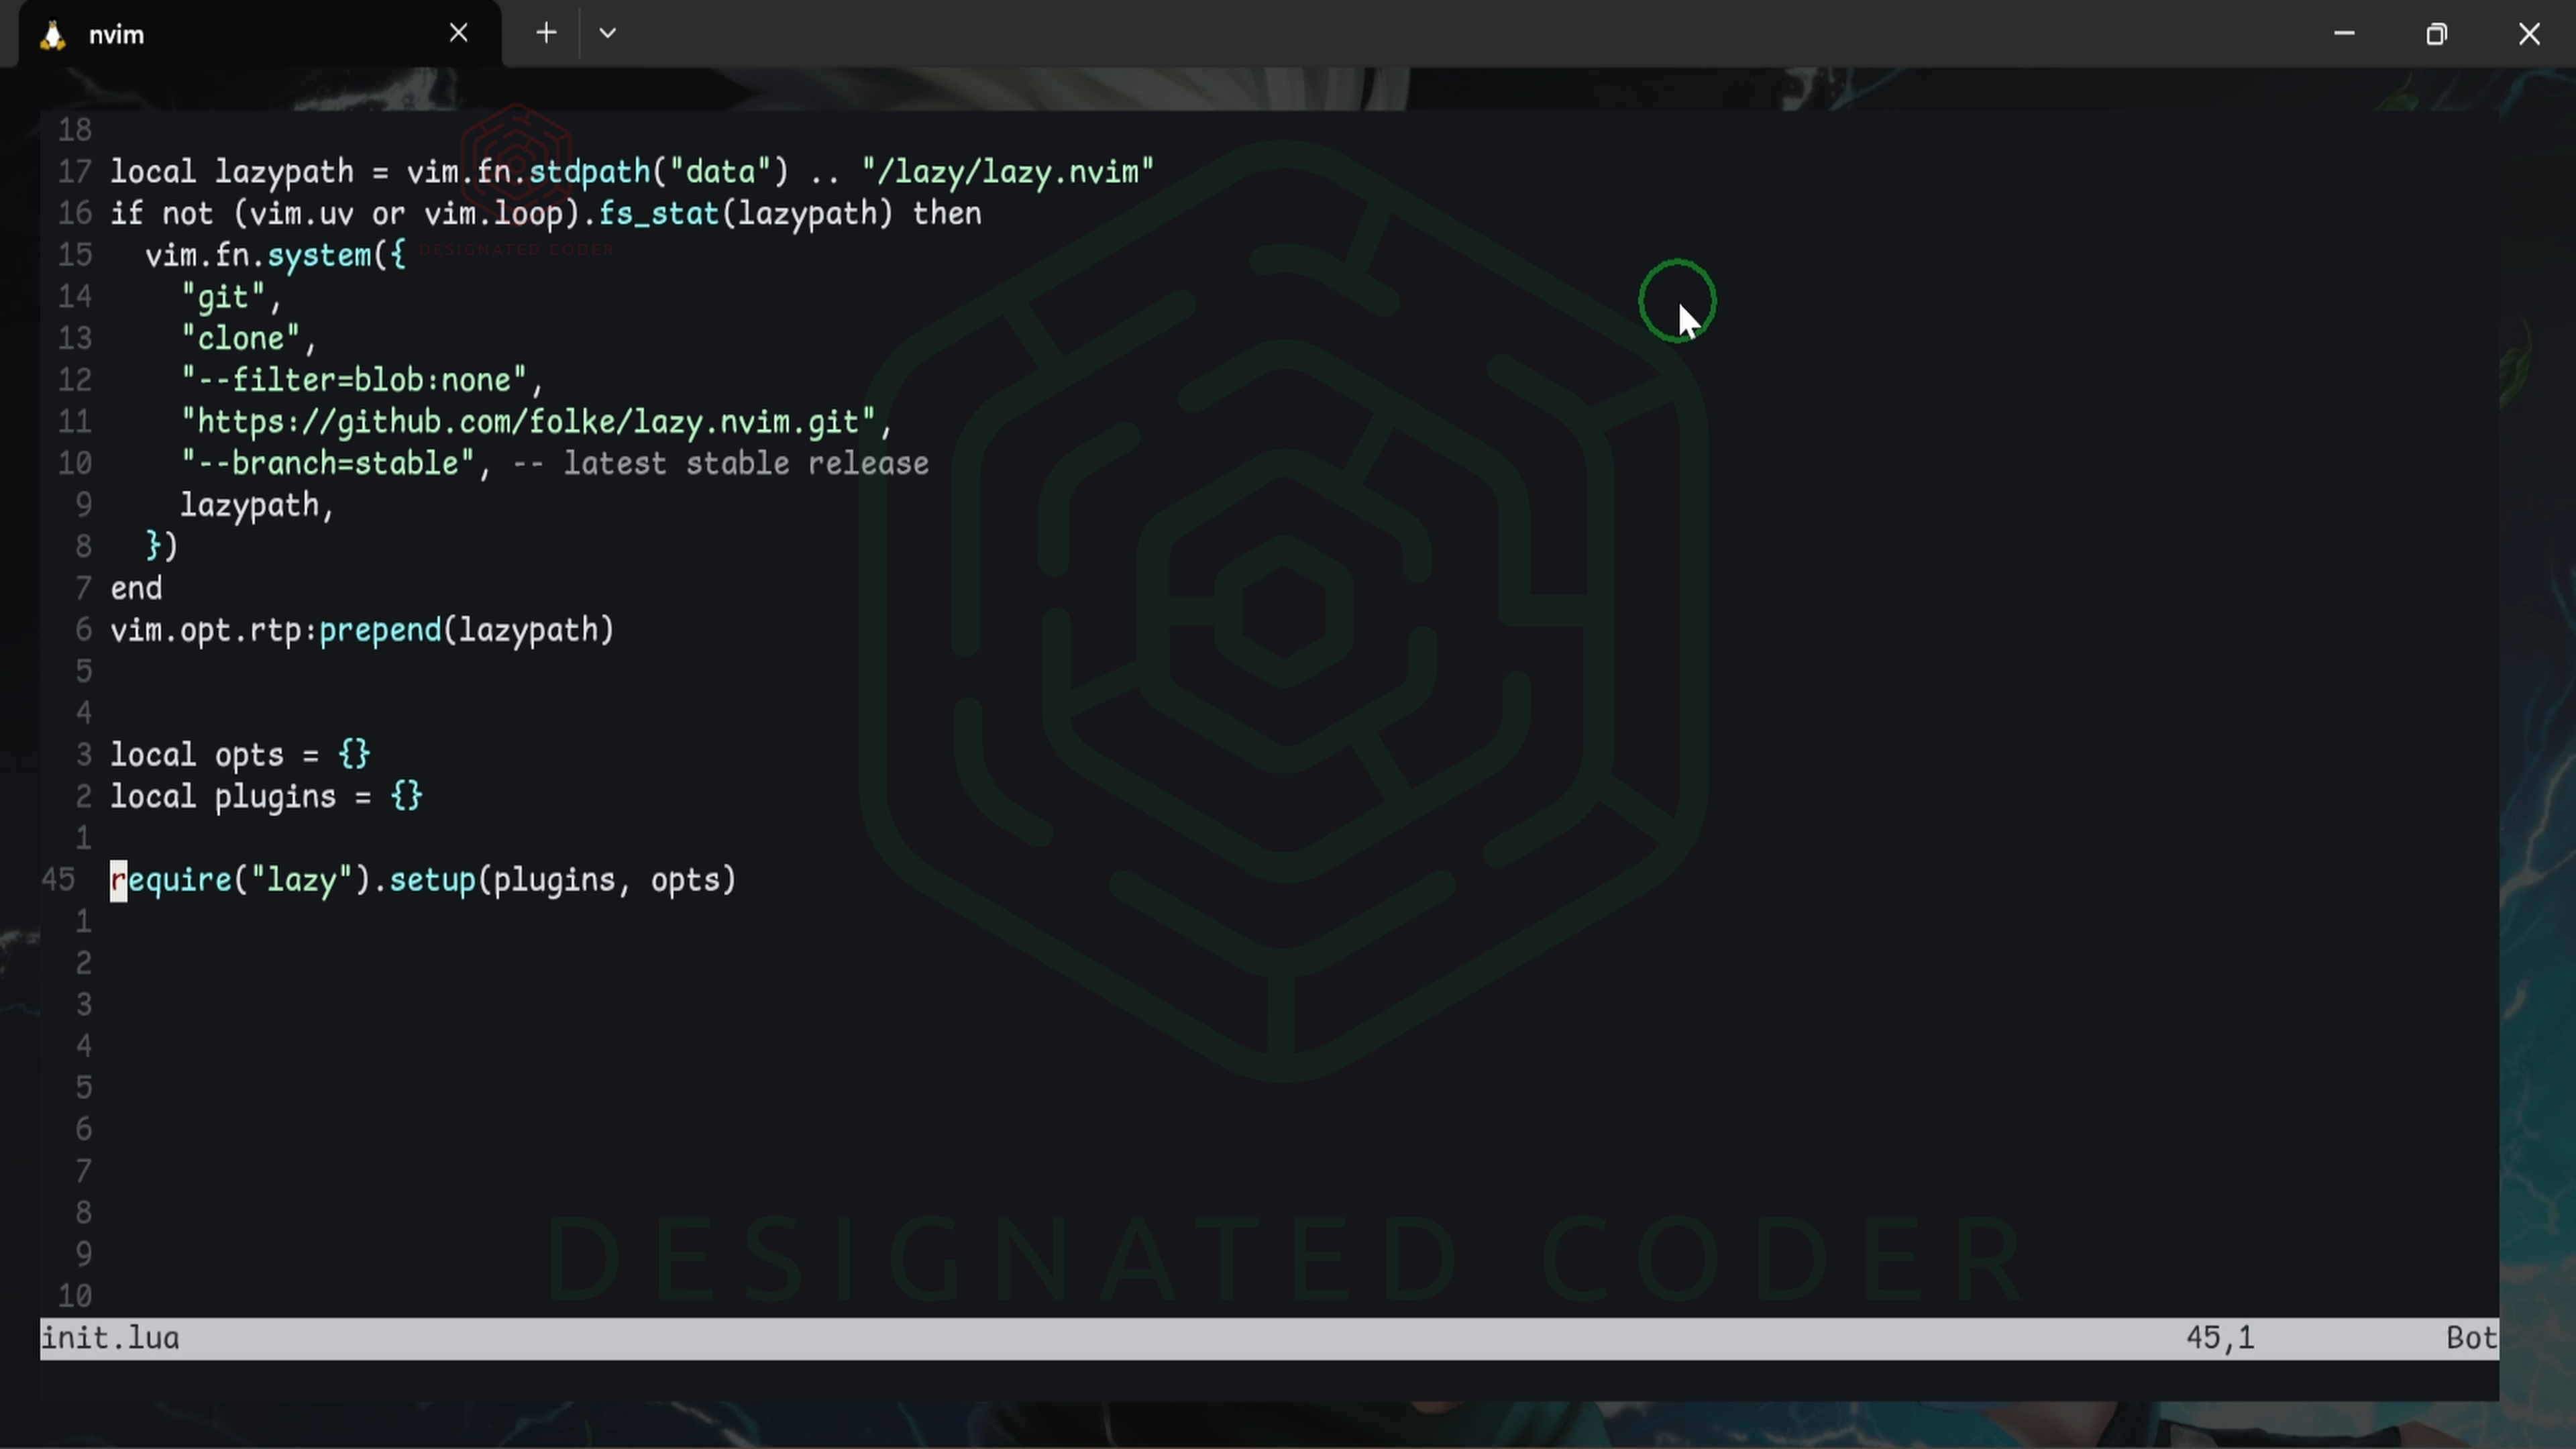 nvim
18
17 local lazypath = vim.fn.stdpath("data") .. "/lazy/lazy.nvim"
16 if not (vim.uv or vim.loop).fs_stat(lazypath) then
15   vim.fn.system({
DESIGNATED CODER
14     "git",
13     "clone",
12     "--filter=blob:none",
11     "https://github.com/folke/lazy.nvim.git",
10     "--branch=stable", -- latest stable release
9     lazypath,
8   })
7 end
6 vim.opt.rtp:prepend(lazypath)
5
4
3 local opts = {}
2 local plugins = {}
1
45 require("lazy").setup(plugins, opts)
1
2
3
4
5
6
7
8
9
DESIGNATED CODER
10
init.lua 45,1 Bot